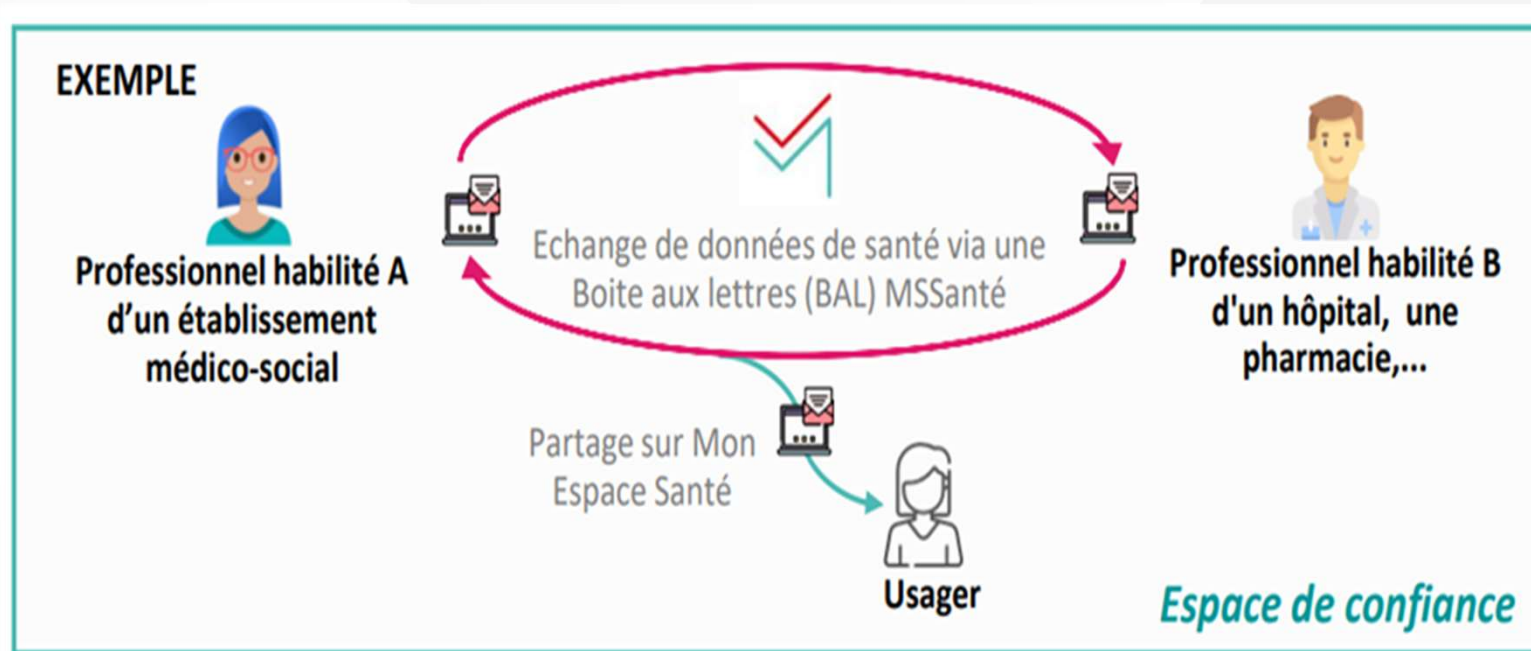 EXEMPLE
Echange de données de santé via une
Boite aux lettres (BAL) MSSanté
Professionnel habilité A
d’un établissement
médico-social
Professionnel habilité B
d'un hôpital, une
pharmacie,...
Partage sur Mon
Espace Santé
Usager
Espace de confiance